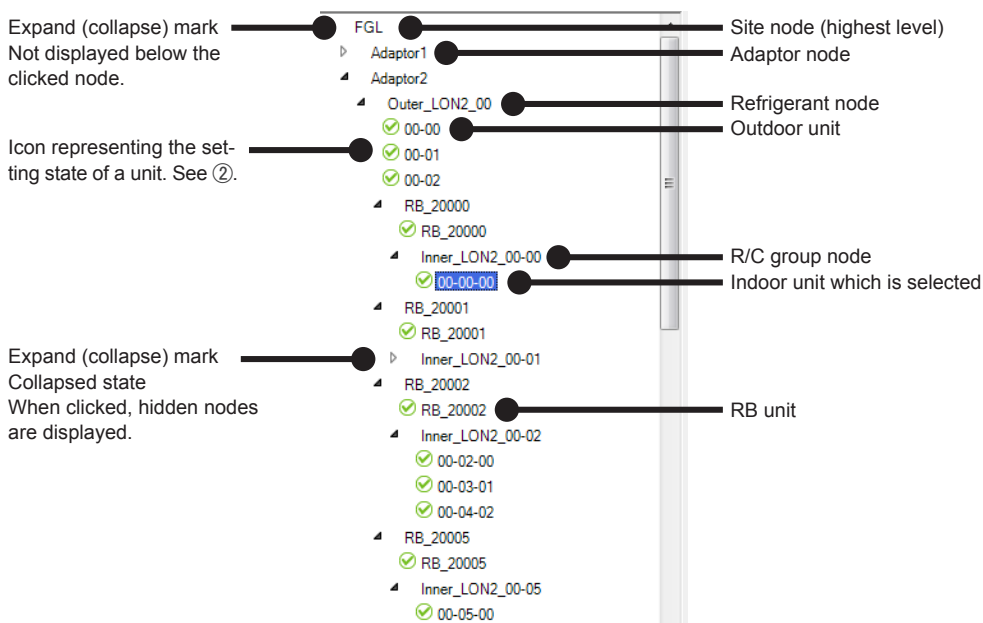 Expand (collapse) mark
Not displayed below the
clicked node.
Icon representing the set-
ting state of a unit. See ②.
Expand (collapse) mark
Collapsed state
When clicked, hidden nodes
are displayed.
FGL
Adaptor1
Adaptor2
Outer_LON2_00
00-00
00-01
00-02
RB_20000
RB_20000
Inner_LON2_00-00
00-00-00
RB_20001
RB_20001
Inner_LON2_00-01
RB_20002
RB_20002
Inner_LON2_00-02
00-02-00
00-03-01
00-04-02
RB_20005
RB_20005
Inner_LON2_00-05
00-05-00
Site node (highest level)
Adaptor node
Refrigerant node
Outdoor unit
R/C group node
Indoor unit which is selected
RB unit